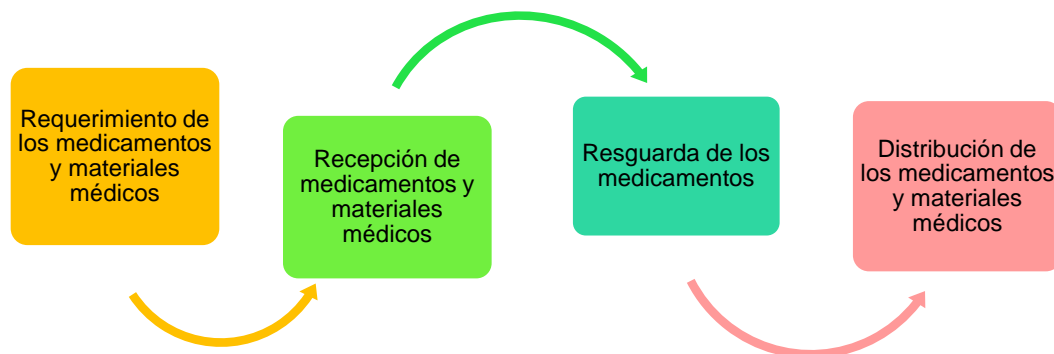 Requerimiento de
los medicamentos
y materiales
médicos
Recepción de
medicamentos y
materiales
médicos
Resguarda de los
medicamentos
Distribución de
los medicamentos
y materiales
médicos